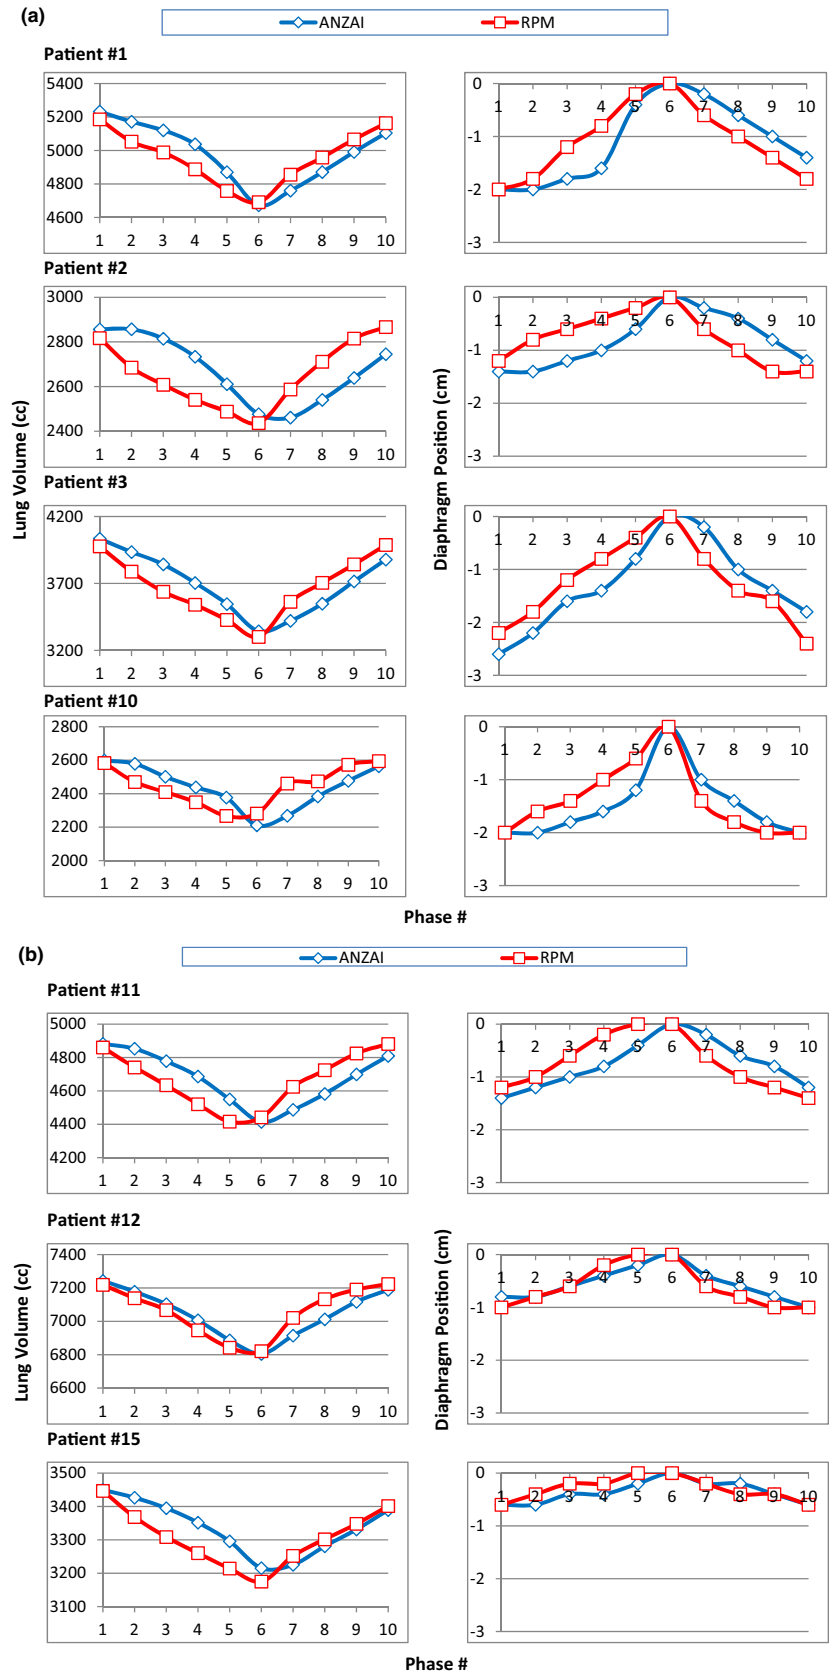 (a)
ANZAI RPM
Patient #1
5400
5200
5000
4800
4600
1 2 3 4 5 6 7 8 9 10
0
-1
-2
-3
1 2 3 4 5 6 7 8 9 10
Patient #2
3000
2800
2600
2400
1 2 3 4 5 6 7 8 9 10
0
-1
-2
-3
1 2 3 4 5 6 7 8 9 10
Lung Volume (cc)
Diaphragm Position (cm)
Patient #3
4200
3700
3200
1 2 3 4 5 6 7 8 9 10
0
-1
-2
-3
1 2 3 4 5 6 7 8 9 10
Patient #10
2800
2600
2400
2200
2000
1 2 3 4 5 6 7 8 9 10
0
-1
-2
-3
1 2 3 4 5 6 7 8 9 10
Phase #
(b)
ANZAI RPM
Patient #11
5000
4800
4600
4400
4200
1 2 3 4 5 6 7 8 9 10
0
-1
-2
-3
1 2 3 4 5 6 7 8 9 10
Patient #12
7400
7200
7000
6800
6600
1 2 3 4 5 6 7 8 9 10
0
-1
-2
-3
1 2 3 4 5 6 7 8 9 10
Lung Volume (cc)
Diaphragm Position (cm)
Patient #15
3500
3400
3300
3200
3100
1 2 3 4 5 6 7 8 9 10
0
-1
-2
-3
1 2 3 4 5 6 7 8 9 10
Phase #